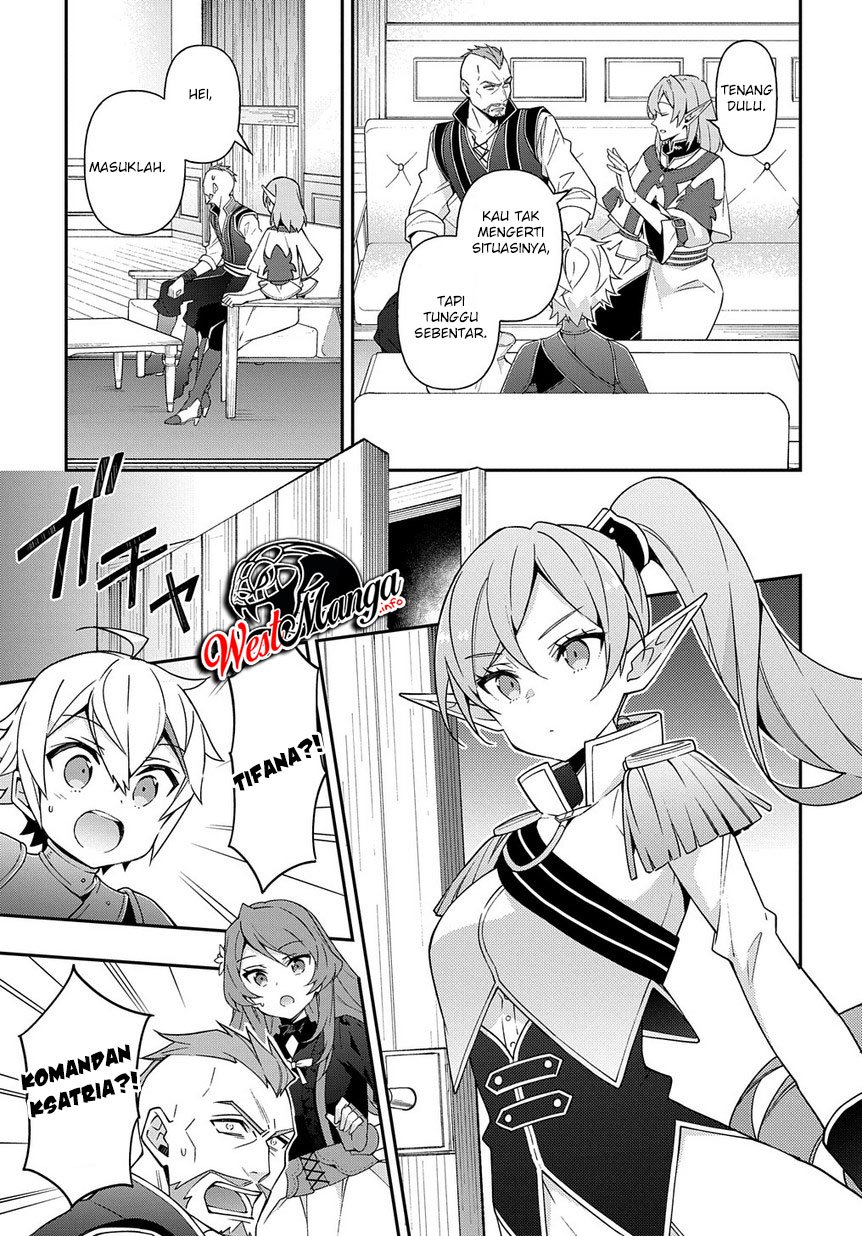 TENANG
DULU.
KAU TAK
MENGERTI
SITUASINYA,
TAPI
TUNGGU
SEBENTAR.
HEI,
MASUKLAH.
ガチャ
WestManga
.info
TIFANA?!
KOMANDAN
KSATRIA?!